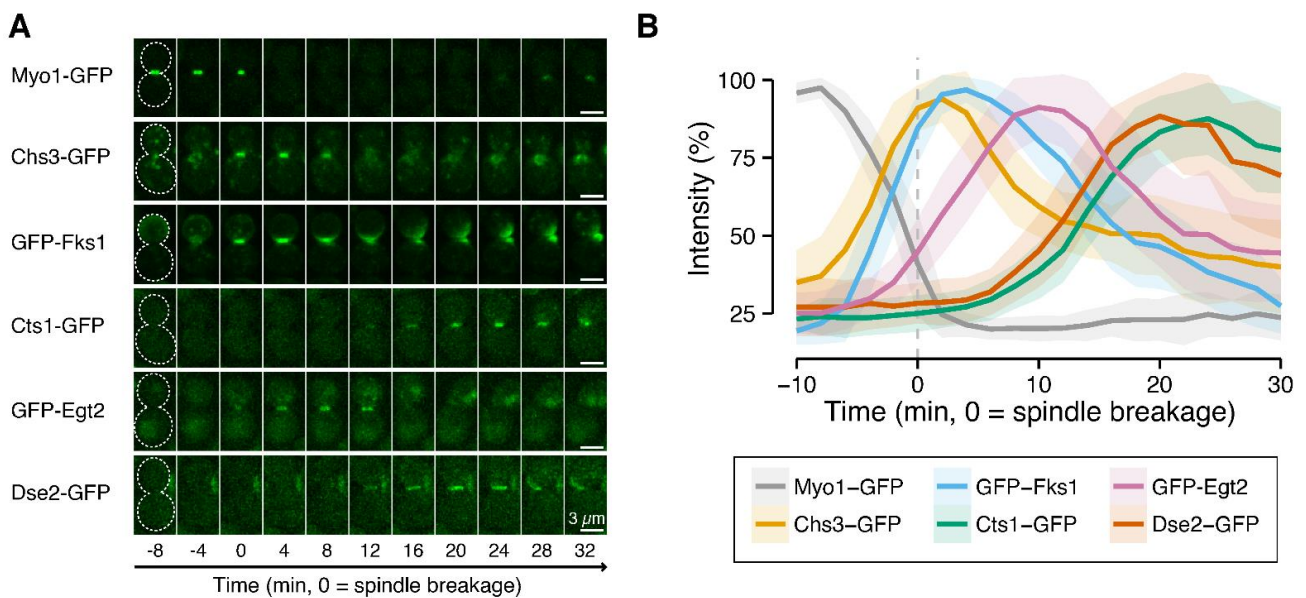 A
Myo1-GFP
Chs3-GFP
GFP-Fks1
Cts1-GFP
GFP-Egt2
Dse2-GFP
3 µm
-8 -4 0 4 8 12 16 20 24 28 32
Time (min, 0 = spindle breakage)
B
Intensity (%)
100
75
50
25
−10 0 10 20 30
Time (min, 0 = spindle breakage)
Myo1−GFP GFP−Fks1 GFP-Egt2
Chs3−GFP Cts1−GFP Dse2−GFP